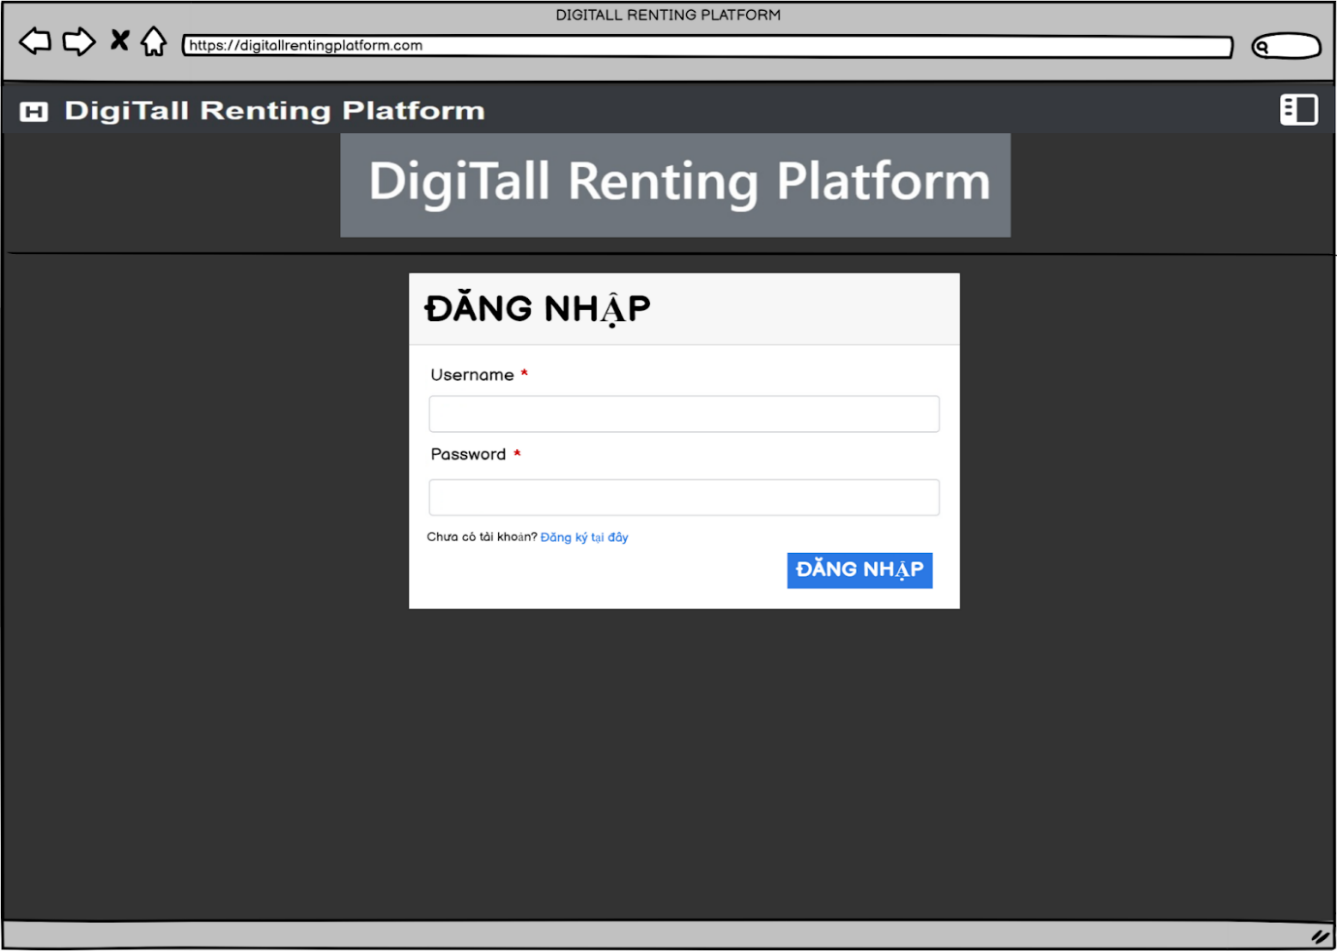 DIGITALL RENTING PLATFORM
https://digitallrentingplatform.com
DigiTall Renting Platform
DigiTall Renting Platform
ĐĂNG NHẬP
Username *
Password *
Chưa có tài khoản? Đăng ký tại đây
ĐĂNG NHẬP